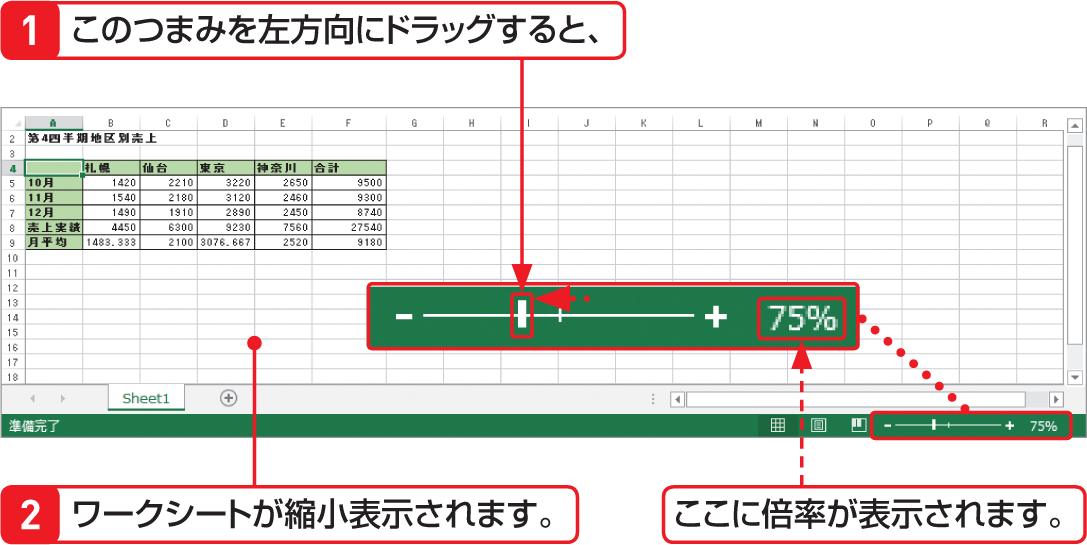 1 このつまみを左方向にドラッグすると、
A B C D E F G H I J K L M N O P Q R
2 第4四半期地区別売上
3
4 札幌 仙台 東京 神奈川 合計
5 10月 1420 2210 3220 2650 9500
6 11月 1540 2180 3120 2460 9300
7 12月 1490 1910 2890 2450 8740
8 売上実績 4450 6300 9230 7560 27540
9 月平均 1483.333 2100 3076.667 2520 9180
10
11
12
13
14
15
16
17
18
- + 75%
Sheet1
準備完了 - + 75%
2 ワークシートが縮小表示されます。
ここに倍率が表示されます。